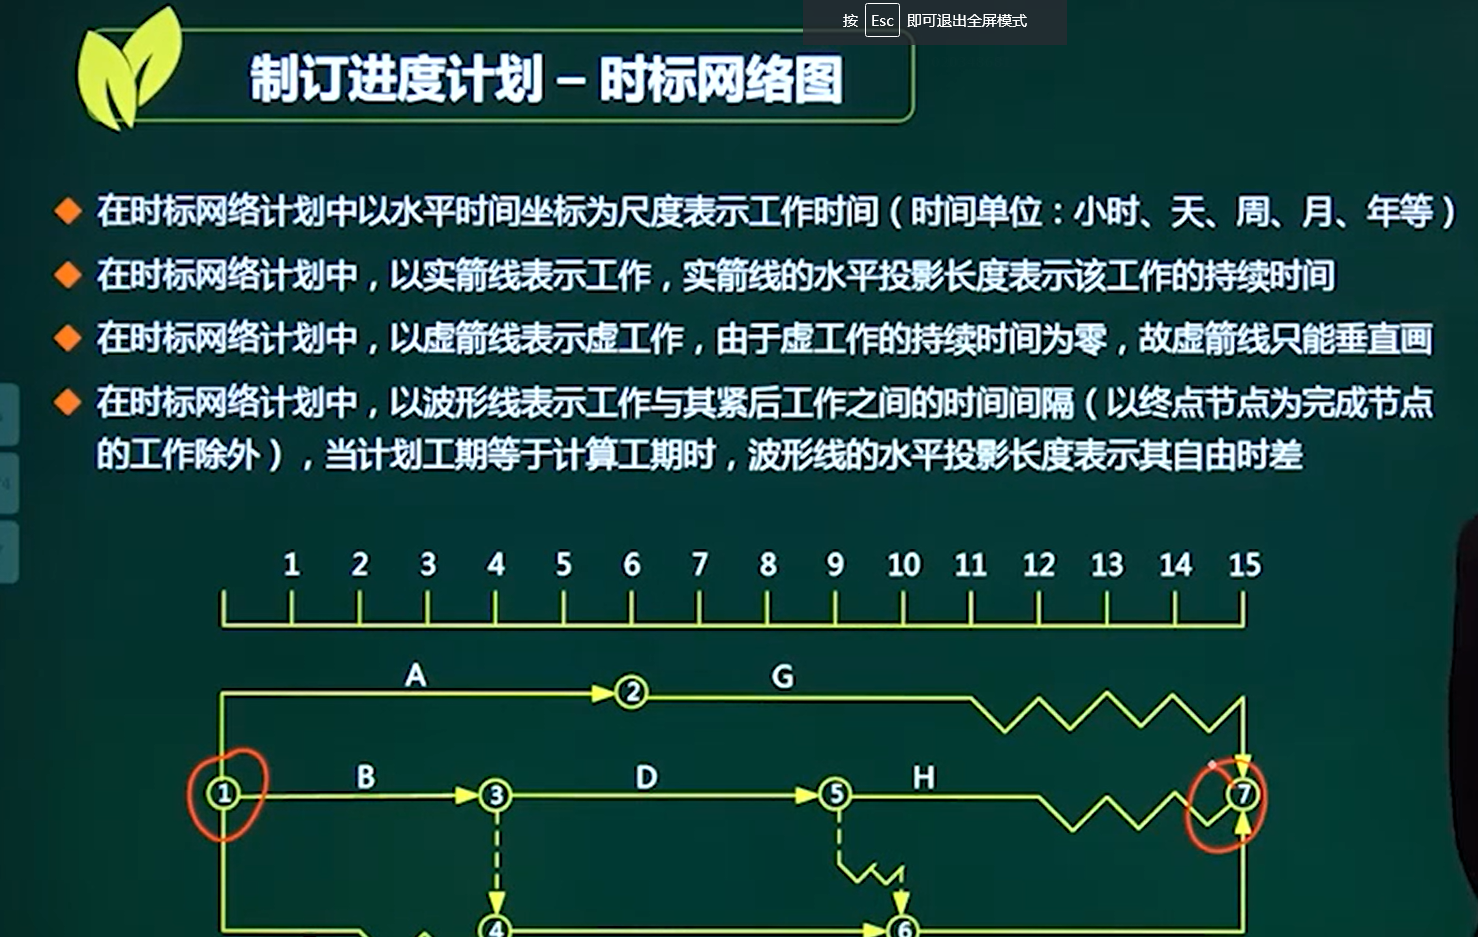 按 Esc 即可退出全屏模式
制订进度计划 – 时标网络图
在时标网络计划中以水平时间坐标为尺度表示工作时间（时间单位：小时、天、周、月、年等）
在时标网络计划中，以实箭线表示工作，实箭线的水平投影长度表示该工作的持续时间
在时标网络计划中，以虚箭线表示虚工作，由于虚工作的持续时间为零，故虚箭线只能垂直画
在时标网络计划中，以波形线表示工作与其紧后工作之间的时间间隔（以终点节点为完成节点
的工作除外），当计划工期等于计算工期时，波形线的水平投影长度表示其自由时差
1 2 3 4 5 6 7 8 9 10 11 12 13 14 15
A 2 G
1 B 3 D 5 H 7
4 6